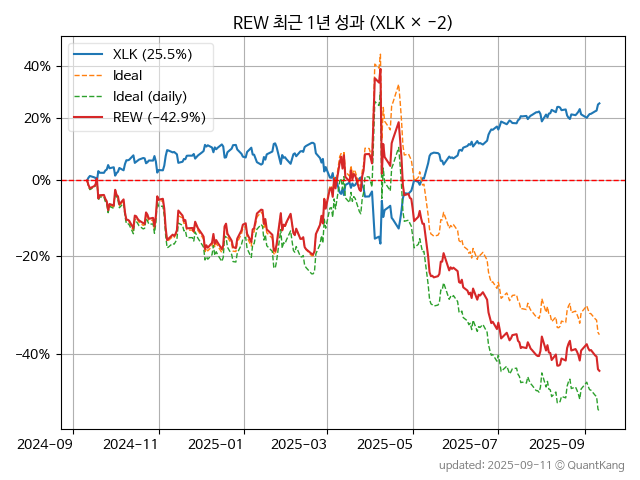 REW 최근 1년 성과 (XLK × −2)
XLK (25.5%)
Ideal
Ideal (daily)
REW (−42.9%)
40%
20%
0%
−20%
−40%
2024-09 2024-11 2025-01 2025-03 2025-05 2025-07 2025-09
updated: 2025-09-11 © QuantKang